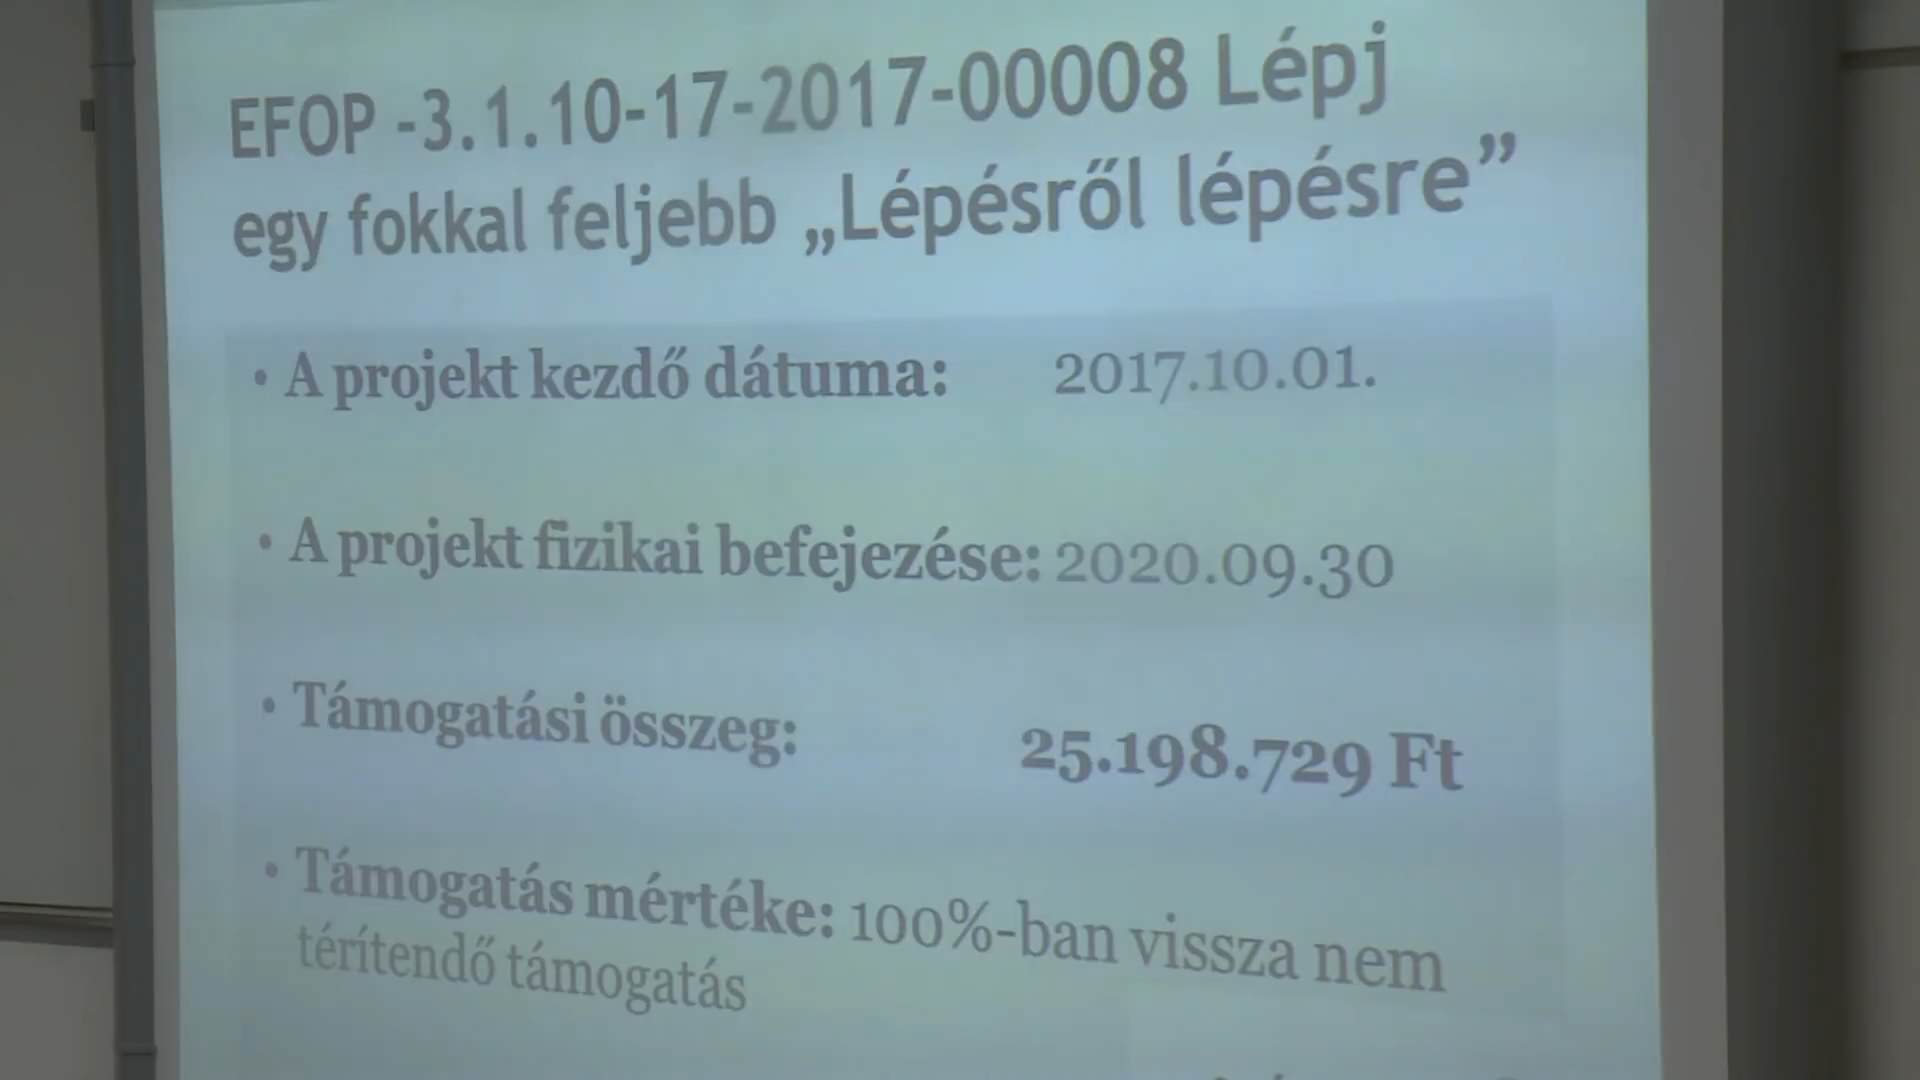 EFOP -3.1.10-17-2017-00008 Lépj
egy fokkal feljebb „Lépésről lépésre”
• A projekt kezdő dátuma: 2017.10.01.
• A projekt fizikai befejezése: 2020.09.30
• Támogatási összeg: 25.198.729 Ft
• Támogatás mértéke: 100%-ban vissza nem
térítendő támogatás